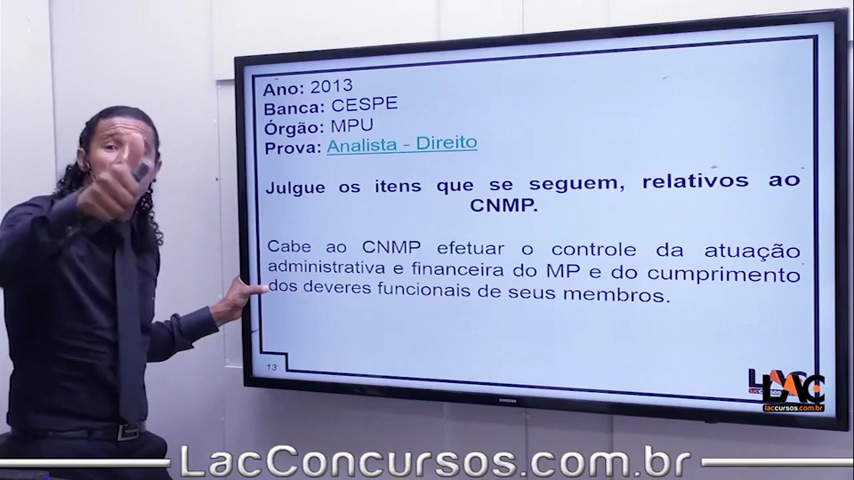 Ano: 2013
Banca: CESPE
Órgão: MPU
Prova: Analista - Direito
Julgue os itens que se seguem, relativos ao
CNMP.
Cabe ao CNMP efetuar o controle da atuação
administrativa e financeira do MP e do cumprimento
dos deveres funcionais de seus membros.
13
LAC
LAC
laccursos.com.br
SAMSUNG
LacConcursos.com.br